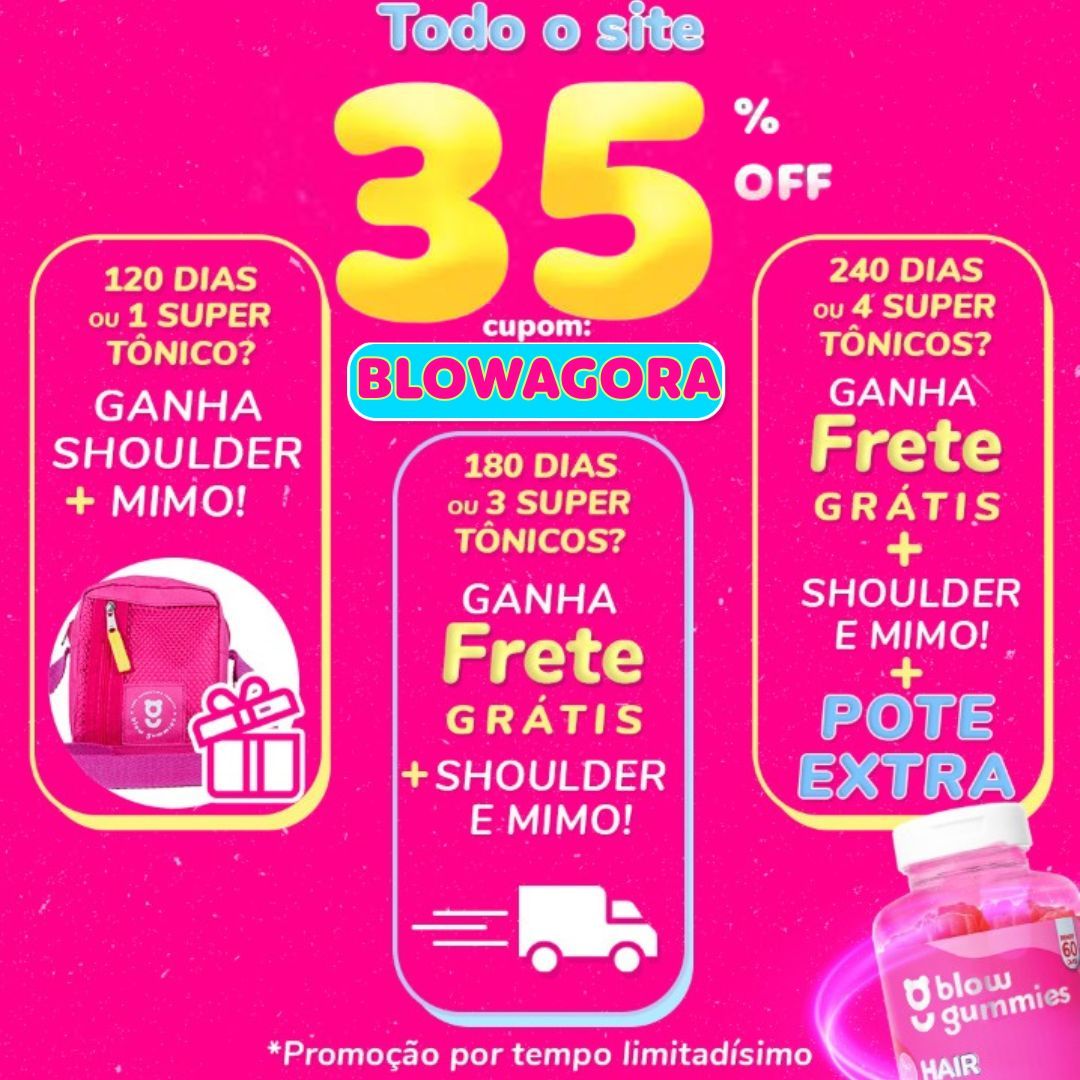 Todo o site
35
%
OFF
cupom:
BLOWAGORA
120 DIAS
OU 1 SUPER
TÔNICO?
GANHA
SHOULDER
+ MIMO!
180 DIAS
OU 3 SUPER
TÔNICOS?
GANHA
Frete
GRÁTIS
+SHOULDER
E MIMO!
240 DIAS
OU 4 SUPER
TÔNICOS?
GANHA
Frete
GRÁTIS
+
SHOULDER
E MIMO!
+
POTE
EXTRA
blow
gummies
HAIR
60
*Promoção por tempo limitadísimo